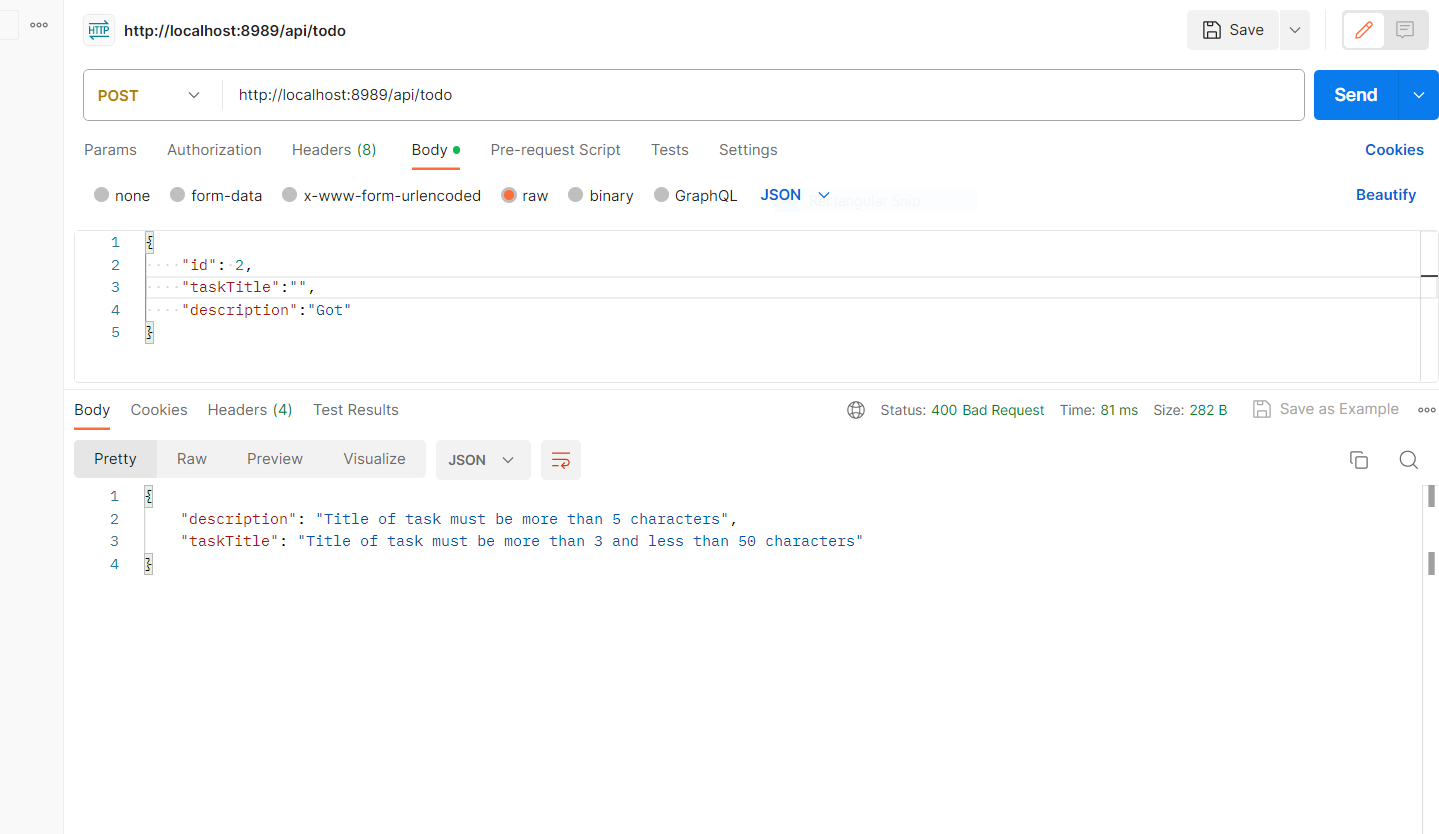 HTTP http://localhost:8989/api/todo Save
POST http://localhost:8989/api/todo Send
Params Authorization Headers (8) Body Pre-request Script Tests Settings Cookies
none form-data x-www-form-urlencoded raw binary GraphQL JSON Rectangular Snip Beautify
1 {
2 "id": 2,
3 "taskTitle":"",
4 "description":"Got"
5 }
Body Cookies Headers (4) Test Results Status: 400 Bad Request Time: 81 ms Size: 282 B Save as Example
Pretty Raw Preview Visualize JSON
1 {
2 "description": "Title of task must be more than 5 characters",
3 "taskTitle": "Title of task must be more than 3 and less than 50 characters"
4 }